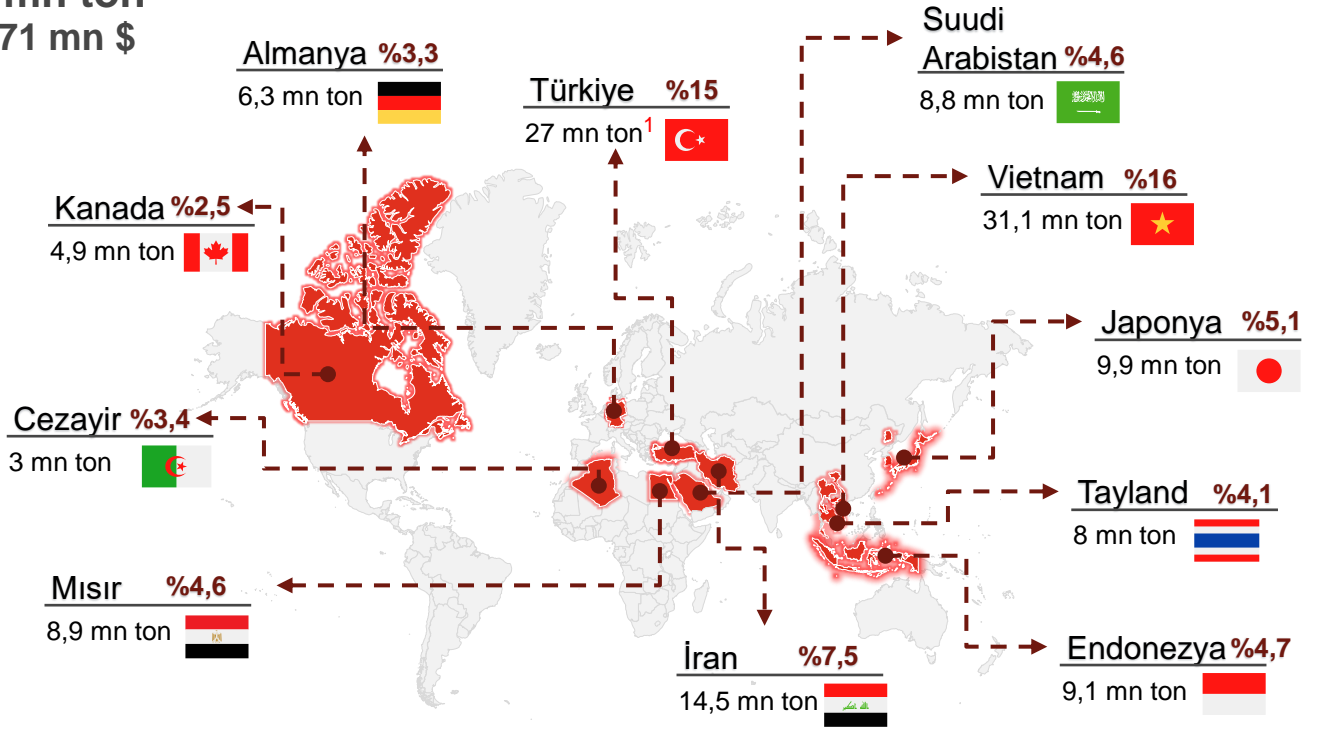 mn ton
71 mn $
Almanya %3,3
6,3 mn ton
Türkiye %15
27 mn ton¹
Suudi
Arabistan %4,6
8,8 mn ton
Kanada %2,5
4,9 mn ton
Vietnam %16
31,1 mn ton
Japonya %5,1
9,9 mn ton
Cezayir %3,4
3 mn ton
Tayland %4,1
8 mn ton
Mısır %4,6
8,9 mn ton
İran %7,5
14,5 mn ton
Endonezya %4,7
9,1 mn ton